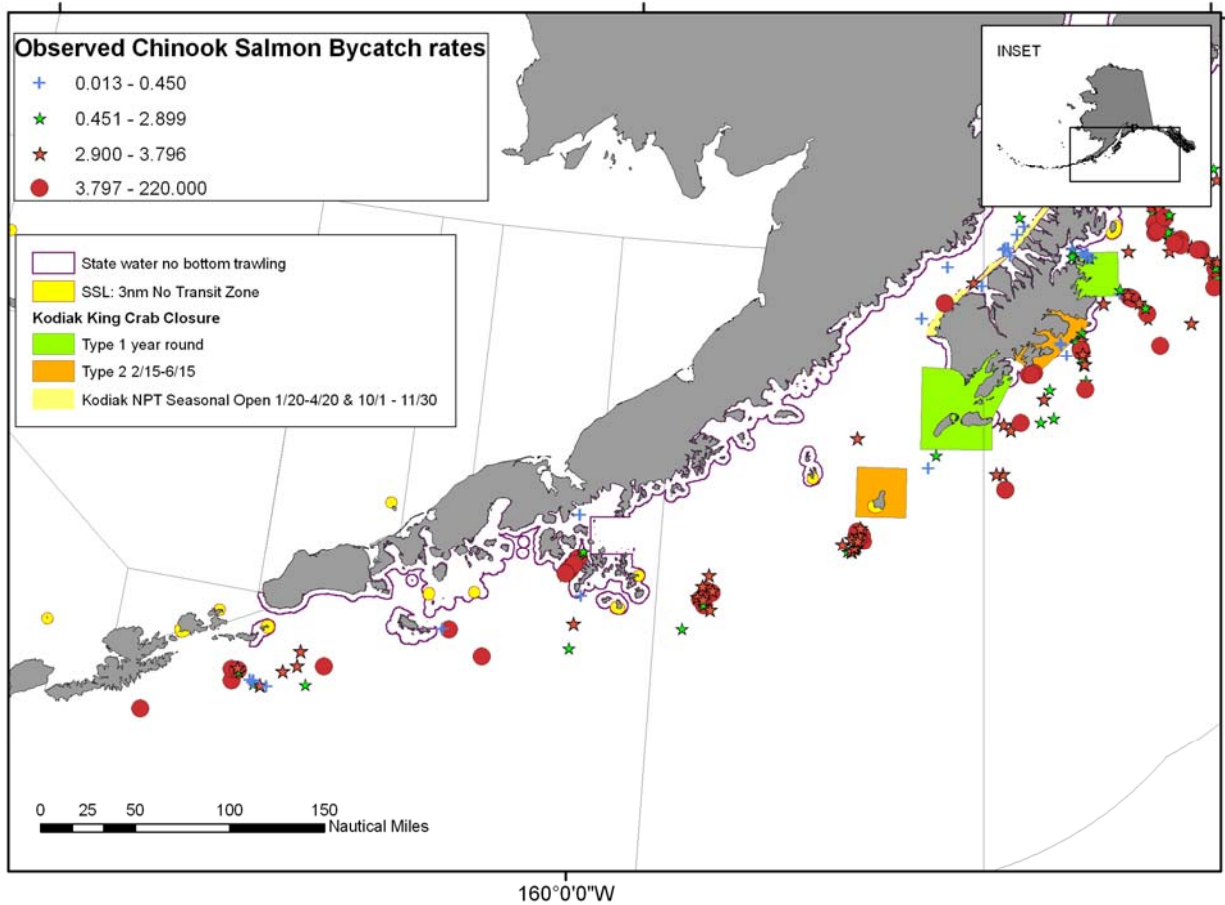 Observed Chinook Salmon Bycatch rates
0.013 - 0.450
0.451 - 2.899
2.900 - 3.796
3.797 - 220.000
INSET
State water no bottom trawling
SSL: 3nm No Transit Zone
Kodiak King Crab Closure
Type 1 year round
Type 2 2/15-6/15
Kodiak NPT Seasonal Open 1/20-4/20 & 10/1 - 11/30
0 25 50 100 150
Nautical Miles
160°0'0"W